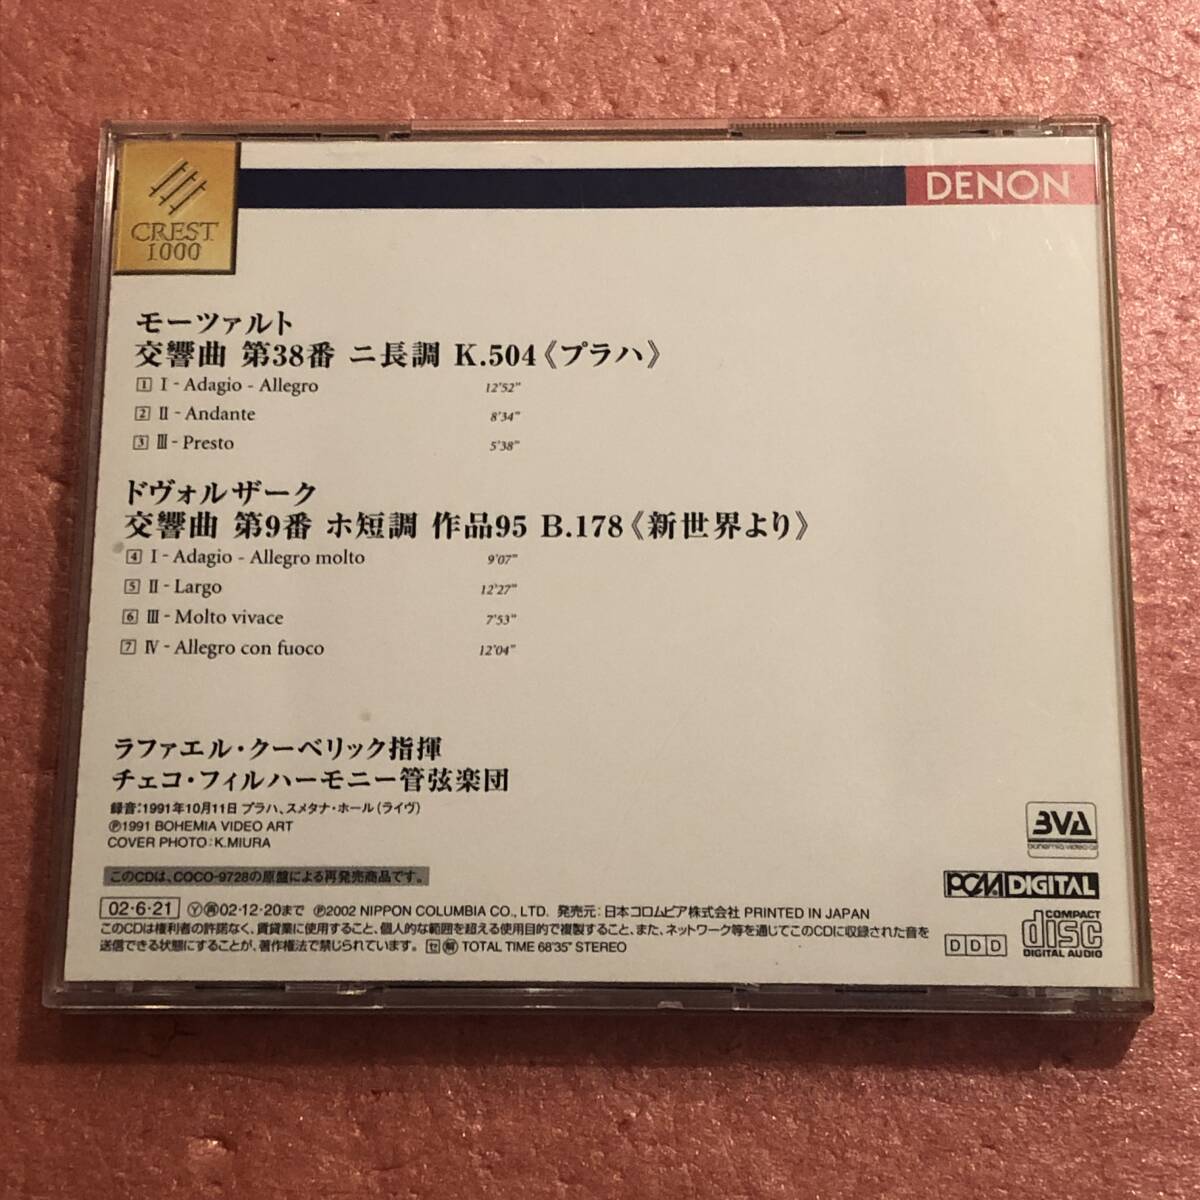 CREST
1000
DENON
モーツァルト
交響曲 第38番 ニ長調 K.504《プラハ》
1 I - Adagio - Allegro 12'52"
2 II - Andante 8'34"
3 III - Presto 5'38"
ドヴォルザーク
交響曲 第9番 ホ短調 作品95 B.178《新世界より》
4 I - Adagio - Allegro molto 9'07"
5 II - Largo 12'27"
6 III - Molto vivace 7'53"
7 IV - Allegro con fuoco 12'04"
ラファエル・クーベリック指揮
チェコ・フィルハーモニー管弦楽団
録音：1991年10月11日 プラハ、スメタナ・ホール（ライヴ）
℗1991 BOHEMIA VIDEO ART
COVER PHOTO：K.MIURA
BVA
bohemia video art
このCDは、COCO-9728の原盤による再発売商品です。
PCM DIGITAL
02・6・21 Ⓨ㊢02・12・20まで ℗2002 NIPPON COLUMBIA CO., LTD. 発売元：日本コロムビア株式会社 PRINTED IN JAPAN
このCDは権利者の許諾なく、賃貸業に使用すること、個人的な範囲を超える使用目的で複製すること、また、ネットワーク等を通じてこのCDに収録された音を
送信できる状態にすることが、著作権法で禁じられています。 TOTAL TIME 68'35" STEREO
DDD
COMPACT
disc
DIGITAL AUDIO